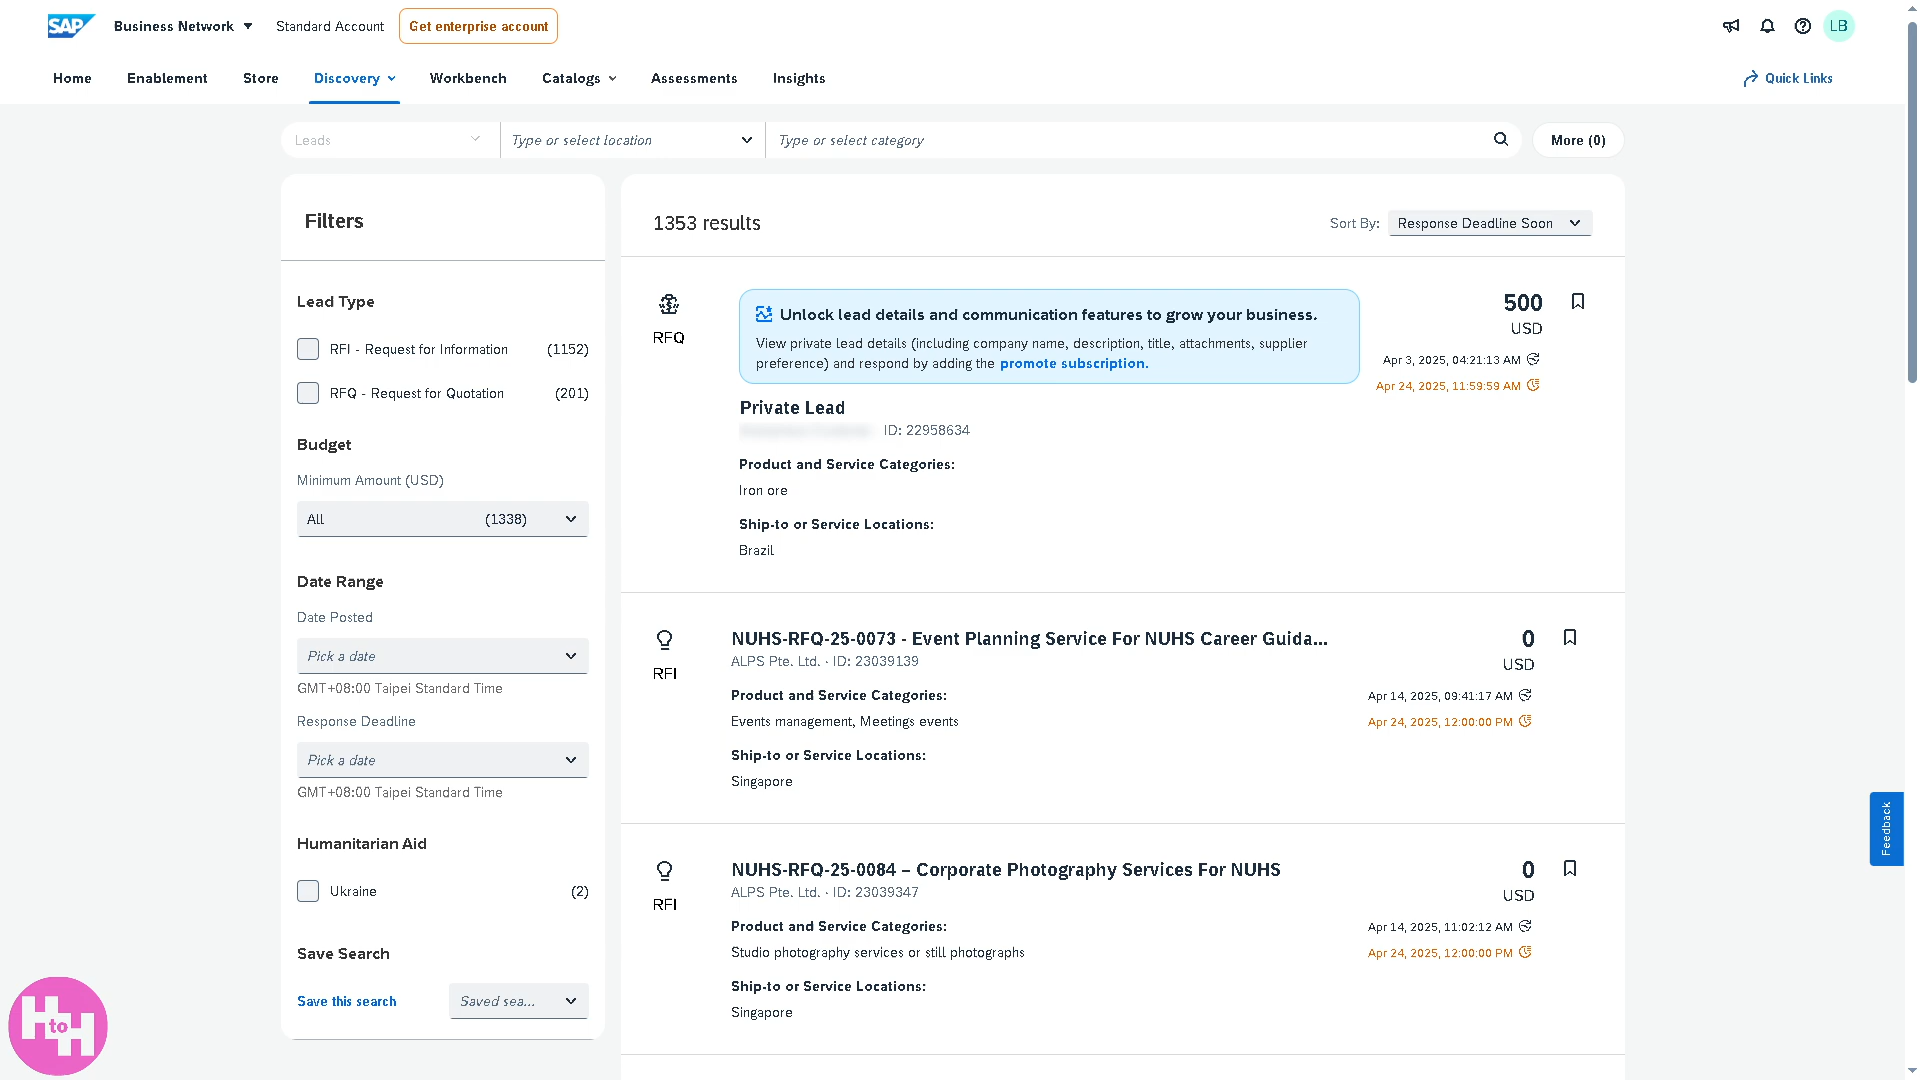 SAP
Business Network
Standard Account
Get enterprise account
LB
Home
Enablement
Store
Discovery
Workbench
Catalogs
Assessments
Insights
Quick Links
Leads
Type or select location
Type or select category
More (0)
Filters
Lead Type
RFI - Request for Information (1152)
RFQ - Request for Quotation (201)
Budget
Minimum Amount (USD)
All (1338)
Date Range
Date Posted
Pick a date
GMT+08:00 Taipei Standard Time
Response Deadline
Pick a date
GMT+08:00 Taipei Standard Time
Humanitarian Aid
Ukraine (2)
Save Search
Save this search
Saved sea...
1353 results
Sort By: Response Deadline Soon
RFQ
Unlock lead details and communication features to grow your business.
View private lead details (including company name, description, title, attachments, supplier
preference) and respond by adding the promote subscription.
500
USD
Apr 3, 2025, 04:21:13 AM
Apr 24, 2025, 11:59:59 AM
Private Lead
ID: 22958634
Product and Service Categories:
Iron ore
Ship-to or Service Locations:
Brazil
RFI
NUHS-RFQ-25-0073 - Event Planning Service For NUHS Career Guida...
ALPS Pte. Ltd. · ID: 23039139
0
USD
Apr 14, 2025, 09:41:17 AM
Apr 24, 2025, 12:00:00 PM
Product and Service Categories:
Events management, Meetings events
Ship-to or Service Locations:
Singapore
RFI
NUHS-RFQ-25-0084 – Corporate Photography Services For NUHS
ALPS Pte. Ltd. · ID: 23039347
0
USD
Apr 14, 2025, 11:02:12 AM
Apr 24, 2025, 12:00:00 PM
Product and Service Categories:
Studio photography services or still photographs
Ship-to or Service Locations:
Singapore
Feedback
H to H